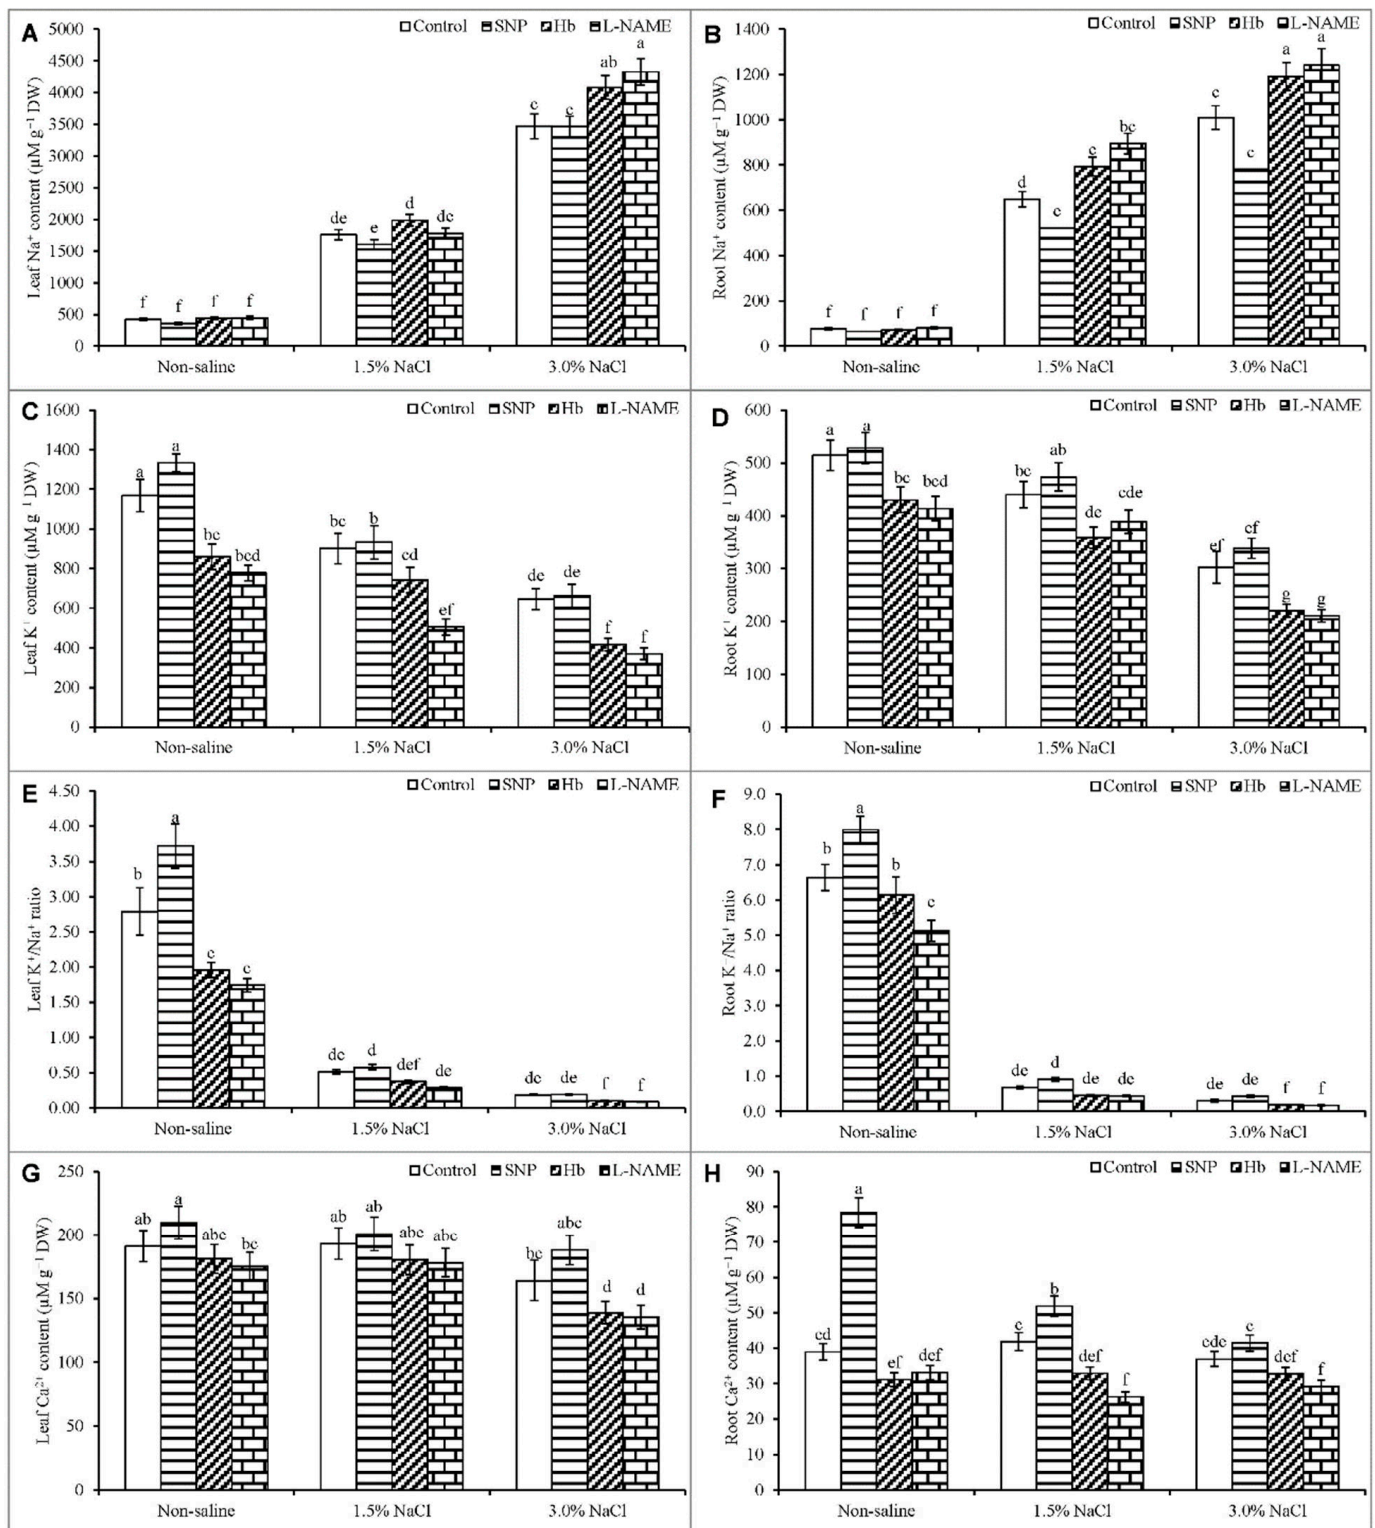 A
Control SNP Hb L-NAME
Leaf Na⁺ content (µM g⁻¹ DW)
5000
4500
4000
3500
3000
2500
2000
1500
1000
500
0
f f f f
de e d de
c c ab a
Non-saline 1.5% NaCl 3.0% NaCl
B
Control SNP Hb L-NAME
Root Na⁺ content (µM g⁻¹ DW)
1400
1200
1000
800
600
400
200
0
f f f f
d e c bc
c c a a
Non-saline 1.5% NaCl 3.0% NaCl
C
Control SNP Hb L-NAME
Leaf K⁺ content (µM g⁻¹ DW)
1600
1400
1200
1000
800
600
400
200
0
a a bc bcd
bc b cd ef
de de f f
Non-saline 1.5% NaCl 3.0% NaCl
D
Control SNP Hb L-NAME
Root K⁺ content (µM g⁻¹ DW)
600
500
400
300
200
100
0
a a bc bcd
bc ab de cde
ef ef g g
Non-saline 1.5% NaCl 3.0% NaCl
E
Control SNP Hb L-NAME
Leaf K⁺/Na⁺ ratio
4.50
4.00
3.50
3.00
2.50
2.00
1.50
1.00
0.50
0.00
b a c c
de d def de
de de f f
Non-saline 1.5% NaCl 3.0% NaCl
F
Control SNP Hb L-NAME
Root K⁺/Na⁺ ratio
9.0
8.0
7.0
6.0
5.0
4.0
3.0
2.0
1.0
0.0
b a b c
de d de de
de de f f
Non-saline 1.5% NaCl 3.0% NaCl
G
Control SNP Hb L-NAME
Leaf Ca²⁺ content (µM g⁻¹ DW)
250
200
150
100
50
0
ab a abc bc
ab ab abc abc
bc abc d d
Non-saline 1.5% NaCl 3.0% NaCl
H
Control SNP Hb L-NAME
Root Ca²⁺ content (µM g⁻¹ DW)
90
80
70
60
50
40
30
20
10
0
cd a ef def
c b def f
cde c def f
Non-saline 1.5% NaCl 3.0% NaCl